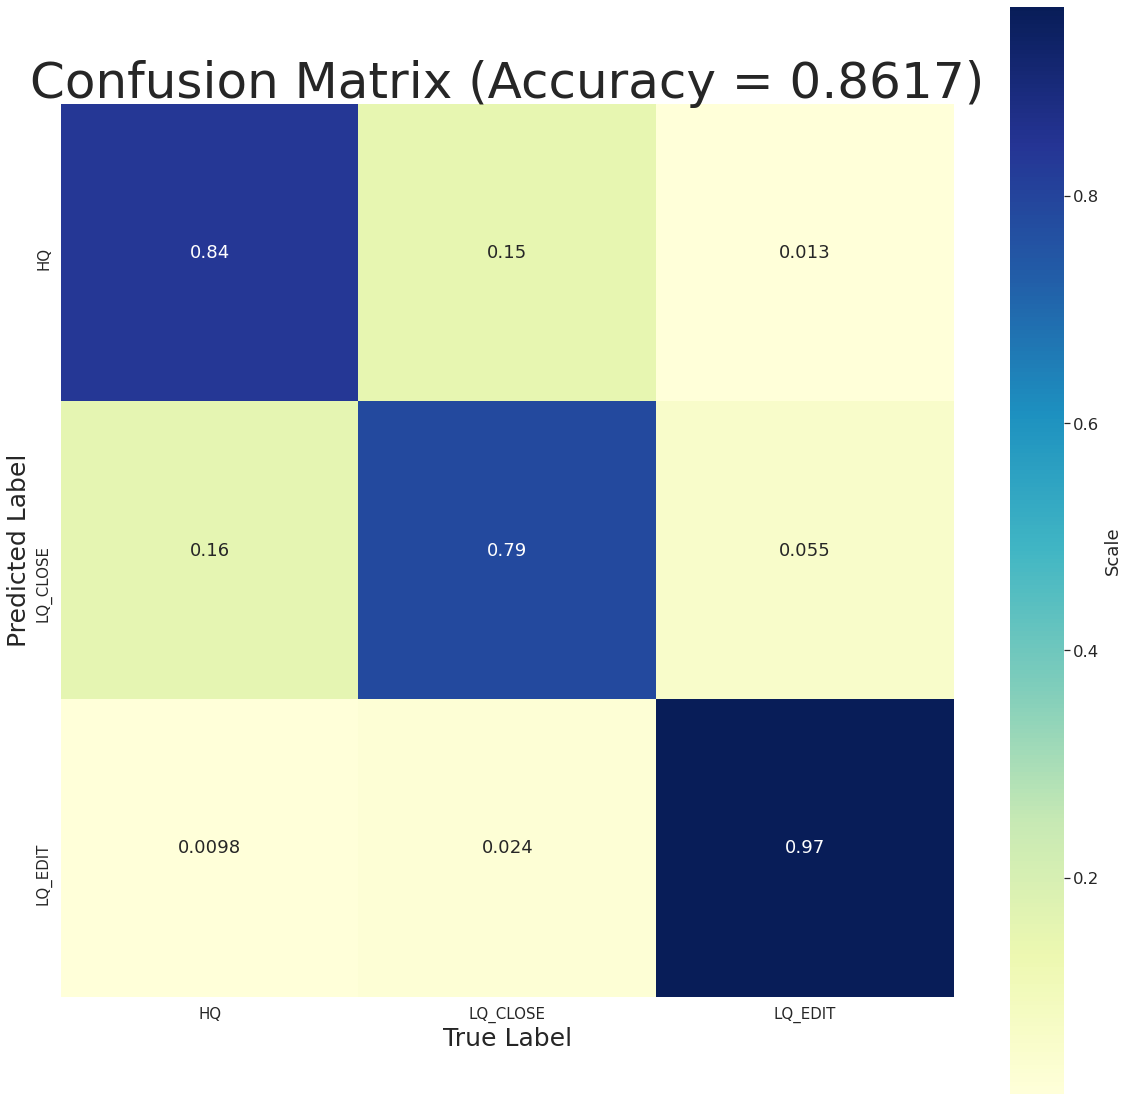 Confusion Matrix (Accuracy = 0.8617)
Predicted Label
HQ
0.84
0.15
0.013
LQ_CLOSE
0.16
0.79
0.055
LQ_EDIT
0.0098
0.024
0.97
HQ
LQ_CLOSE
LQ_EDIT
True Label
0.8
0.6
0.4
0.2
Scale